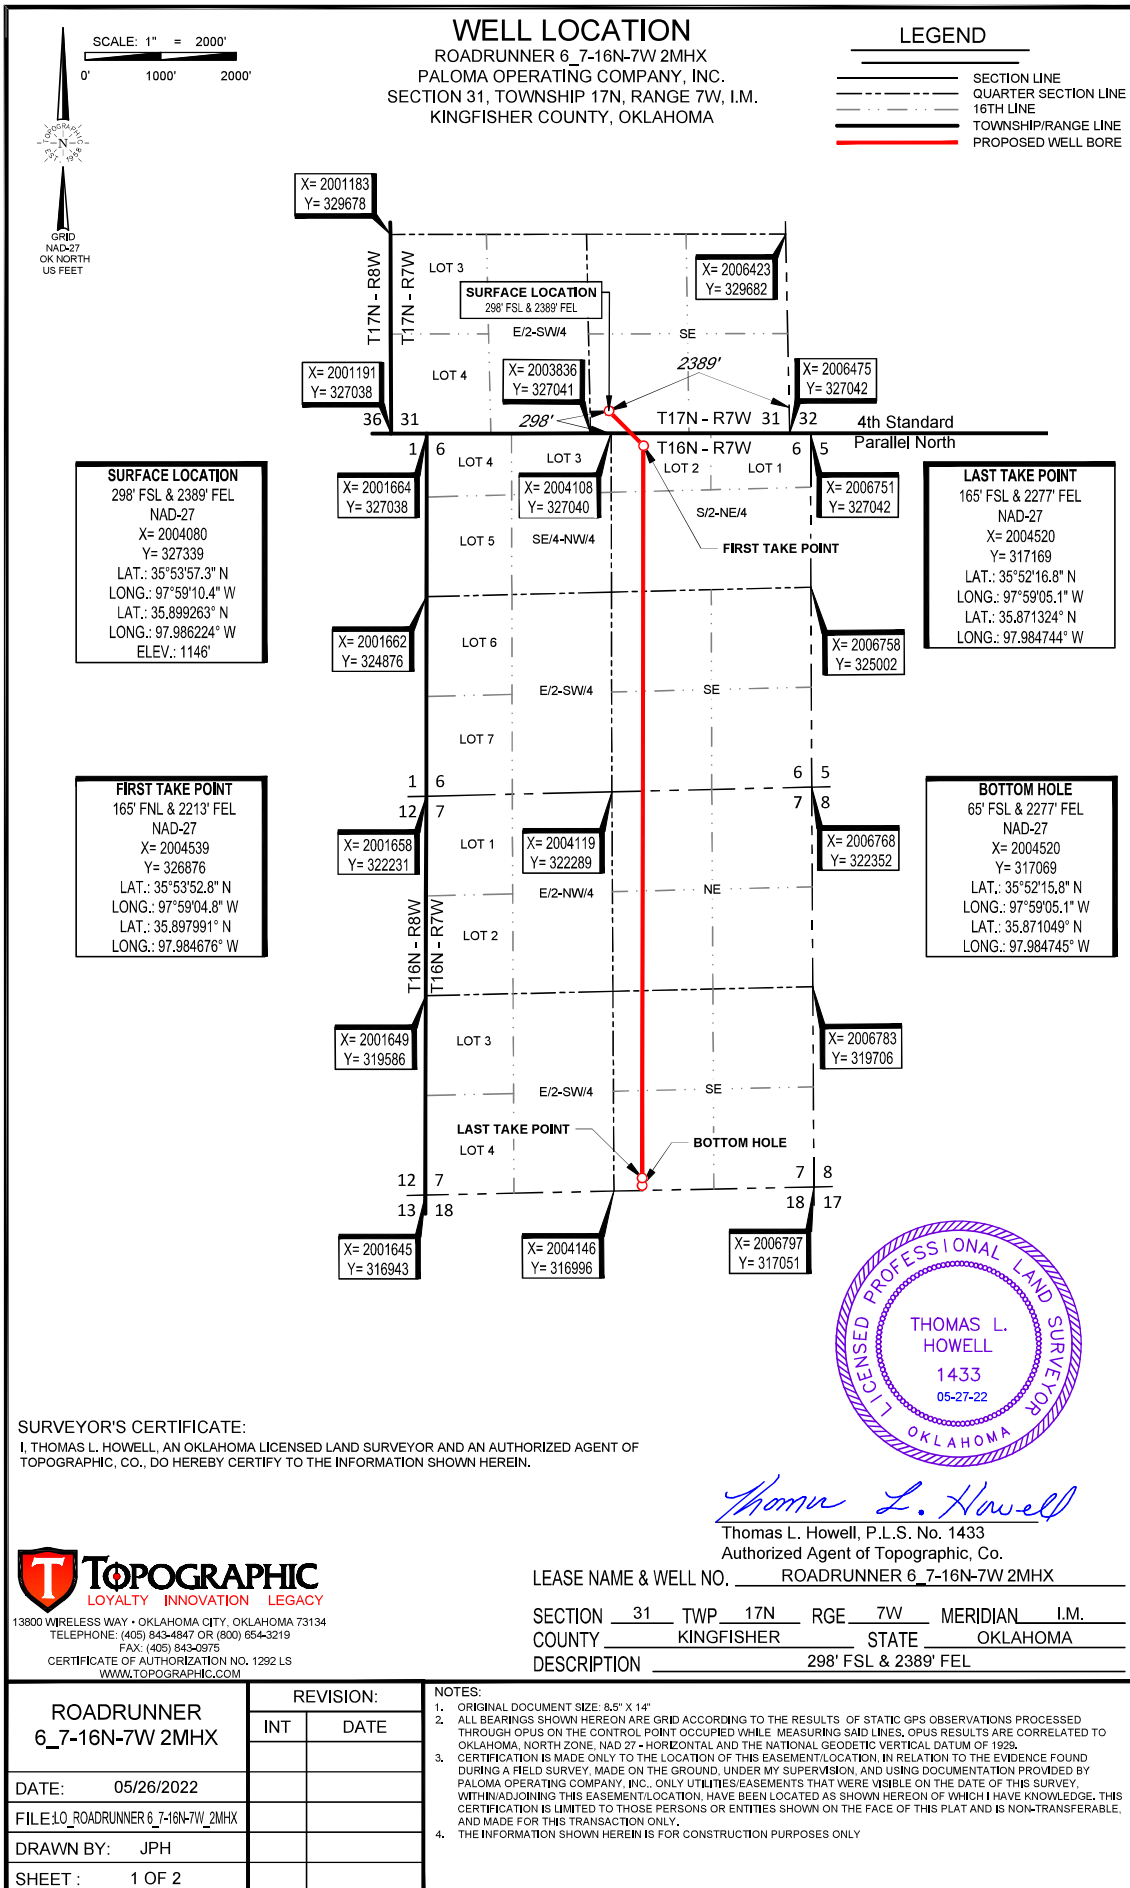 WELL LOCATION
ROADRUNNER 6_7-16N-7W 2MHX
PALOMA OPERATING COMPANY, INC.
SECTION 31, TOWNSHIP 17N, RANGE 7W, I.M.
KINGFISHER COUNTY, OKLAHOMA
SCALE: 1" = 2000'
0' 1000' 2000'
TOPOGRAPHIC
N
EST. 1958
GRID
NAD-27
OK NORTH
US FEET
LEGEND
SECTION LINE
QUARTER SECTION LINE
16TH LINE
TOWNSHIP/RANGE LINE
PROPOSED WELL BORE
X= 2001183
Y= 329678
T17N - R8W
T17N - R7W
LOT 3
X= 2006423
Y= 329682
SURFACE LOCATION
298' FSL & 2389' FEL
E/2-SW/4
SE
X= 2001191
Y= 327038
LOT 4
X= 2003836
Y= 327041
2389'
X= 2006475
Y= 327042
36 31
298'
T17N - R7W 31 32
4th Standard
Parallel North
1 6
T16N - R7W
6 5
LOT 4
LOT 3
LOT 2
LOT 1
X= 2001664
Y= 327038
X= 2004108
Y= 327040
X= 2006751
Y= 327042
S/2-NE/4
LOT 5
SE/4-NW/4
FIRST TAKE POINT
SURFACE LOCATION
298' FSL & 2389' FEL
NAD-27
X= 2004080
Y= 327339
LAT.: 35°53'57.3" N
LONG.: 97°59'10.4" W
LAT.: 35.899263° N
LONG.: 97.986224° W
ELEV.: 1146'
LAST TAKE POINT
165' FSL & 2277' FEL
NAD-27
X= 2004520
Y= 317169
LAT.: 35°52'16.8" N
LONG.: 97°59'05.1" W
LAT.: 35.871324° N
LONG.: 97.984744° W
X= 2001662
Y= 324876
LOT 6
X= 2006758
Y= 325002
E/2-SW/4
SE
LOT 7
1 6
6 5
12 7
7 8
FIRST TAKE POINT
165' FNL & 2213' FEL
NAD-27
X= 2004539
Y= 326876
LAT.: 35°53'52.8" N
LONG.: 97°59'04.8" W
LAT.: 35.897991° N
LONG.: 97.984676° W
BOTTOM HOLE
65' FSL & 2277' FEL
NAD-27
X= 2004520
Y= 317069
LAT.: 35°52'15.8" N
LONG.: 97°59'05.1" W
LAT.: 35.871049° N
LONG.: 97.984745° W
X= 2001658
Y= 322231
LOT 1
X= 2004119
Y= 322289
X= 2006768
Y= 322352
E/2-NW/4
NE
T16N - R8W
T16N - R7W
LOT 2
X= 2001649
Y= 319586
LOT 3
X= 2006783
Y= 319706
E/2-SW/4
SE
LAST TAKE POINT
BOTTOM HOLE
LOT 4
12 7
7 8
13 18
18 17
X= 2001645
Y= 316943
X= 2004146
Y= 316996
X= 2006797
Y= 317051
LICENSED PROFESSIONAL LAND SURVEYOR
THOMAS L.
HOWELL
1433
05-27-22
OKLAHOMA
SURVEYOR'S CERTIFICATE:
I, THOMAS L. HOWELL, AN OKLAHOMA LICENSED LAND SURVEYOR AND AN AUTHORIZED AGENT OF
TOPOGRAPHIC, CO., DO HEREBY CERTIFY TO THE INFORMATION SHOWN HEREIN.
Thomas L. Howell
Thomas L. Howell, P.L.S. No. 1433
Authorized Agent of Topographic, Co.
T TOPOGRAPHIC
LOYALTY INNOVATION LEGACY
13800 WIRELESS WAY • OKLAHOMA CITY, OKLAHOMA 73134
TELEPHONE: (405) 843-4847 OR (800) 654-3219
FAX: (405) 843-0975
CERTIFICATE OF AUTHORIZATION NO. 1292 LS
WWW.TOPOGRAPHIC.COM
LEASE NAME & WELL NO. ROADRUNNER 6_7-16N-7W 2MHX
SECTION 31 TWP 17N RGE 7W MERIDIAN I.M.
COUNTY KINGFISHER STATE OKLAHOMA
DESCRIPTION 298' FSL & 2389' FEL
ROADRUNNER
6_7-16N-7W 2MHX
REVISION:
INT DATE
DATE: 05/26/2022
FILE:LO_ROADRUNNER 6_7-16N-7W_2MHX
DRAWN BY: JPH
SHEET : 1 OF 2
NOTES:
1. ORIGINAL DOCUMENT SIZE: 8.5" X 14"
2. ALL BEARINGS SHOWN HEREON ARE GRID ACCORDING TO THE RESULTS OF STATIC GPS OBSERVATIONS PROCESSED
THROUGH OPUS ON THE CONTROL POINT OCCUPIED WHILE MEASURING SAID LINES. OPUS RESULTS ARE CORRELATED TO
OKLAHOMA, NORTH ZONE, NAD 27 - HORIZONTAL AND THE NATIONAL GEODETIC VERTICAL DATUM OF 1929.
3. CERTIFICATION IS MADE ONLY TO THE LOCATION OF THIS EASEMENT/LOCATION, IN RELATION TO THE EVIDENCE FOUND
DURING A FIELD SURVEY, MADE ON THE GROUND, UNDER MY SUPERVISION, AND USING DOCUMENTATION PROVIDED BY
PALOMA OPERATING COMPANY, INC.. ONLY UTILITIES/EASEMENTS THAT WERE VISIBLE ON THE DATE OF THIS SURVEY,
WITHIN/ADJOINING THIS EASEMENT/LOCATION, HAVE BEEN LOCATED AS SHOWN HEREON OF WHICH I HAVE KNOWLEDGE. THIS
CERTIFICATION IS LIMITED TO THOSE PERSONS OR ENTITIES SHOWN ON THE FACE OF THIS PLAT AND IS NON-TRANSFERABLE,
AND MADE FOR THIS TRANSACTION ONLY.
4. THE INFORMATION SHOWN HEREIN IS FOR CONSTRUCTION PURPOSES ONLY